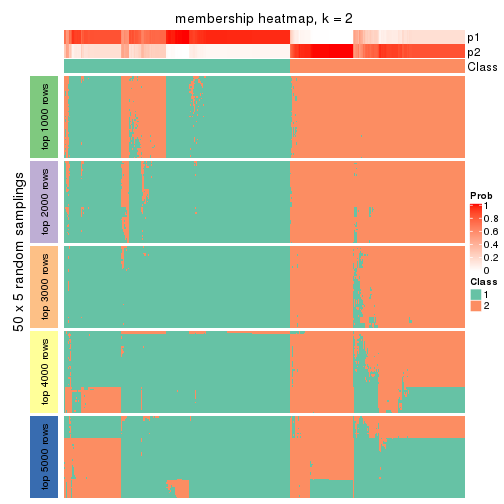 membership heatmap, k = 2
p1
p2
Class
50 x 5 random samplings
top 1000 rows
top 2000 rows
top 3000 rows
top 4000 rows
top 5000 rows
Prob
1
0.8
0.6
0.4
0.2
0
Class
1
2